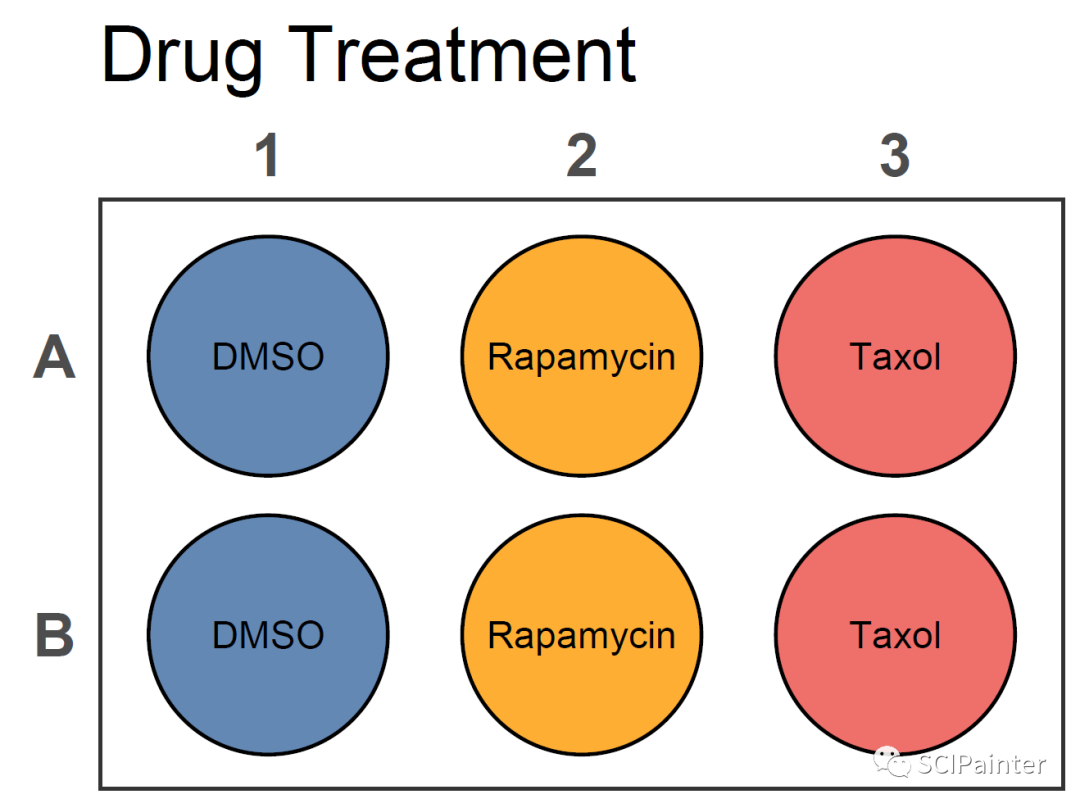 Drug Treatment
1 2 3
A DMSO Rapamycin Taxol
B DMSO Rapamycin Taxol
SCIPainter